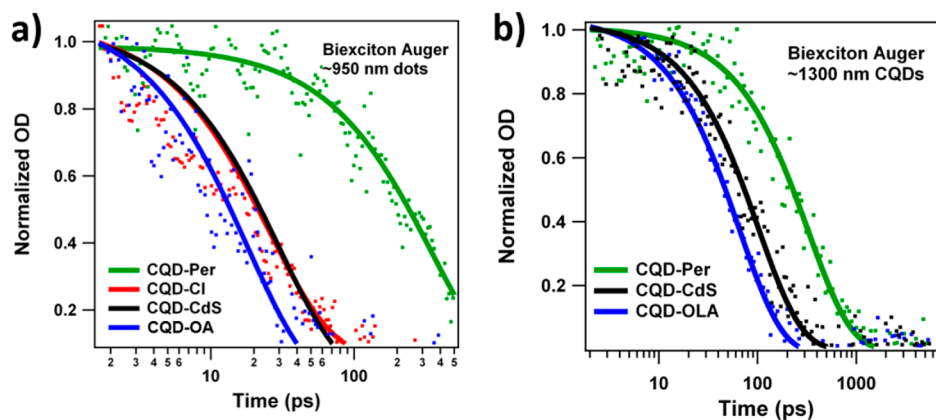 a)
Biexciton Auger
~950 nm dots
1.0
0.8
0.6
0.4
0.2
Normalized OD
CQD-Per
CQD-Cl
CQD-CdS
CQD-OA
2 3 4 5 6 10 2 3 4 5 6 100 2 3 4 5
Time (ps)
b)
Biexciton Auger
~1300 nm CQDs
1.0
0.8
0.6
0.4
0.2
Normalized OD
CQD-Per
CQD-CdS
CQD-OLA
10 100 1000
Time (ps)